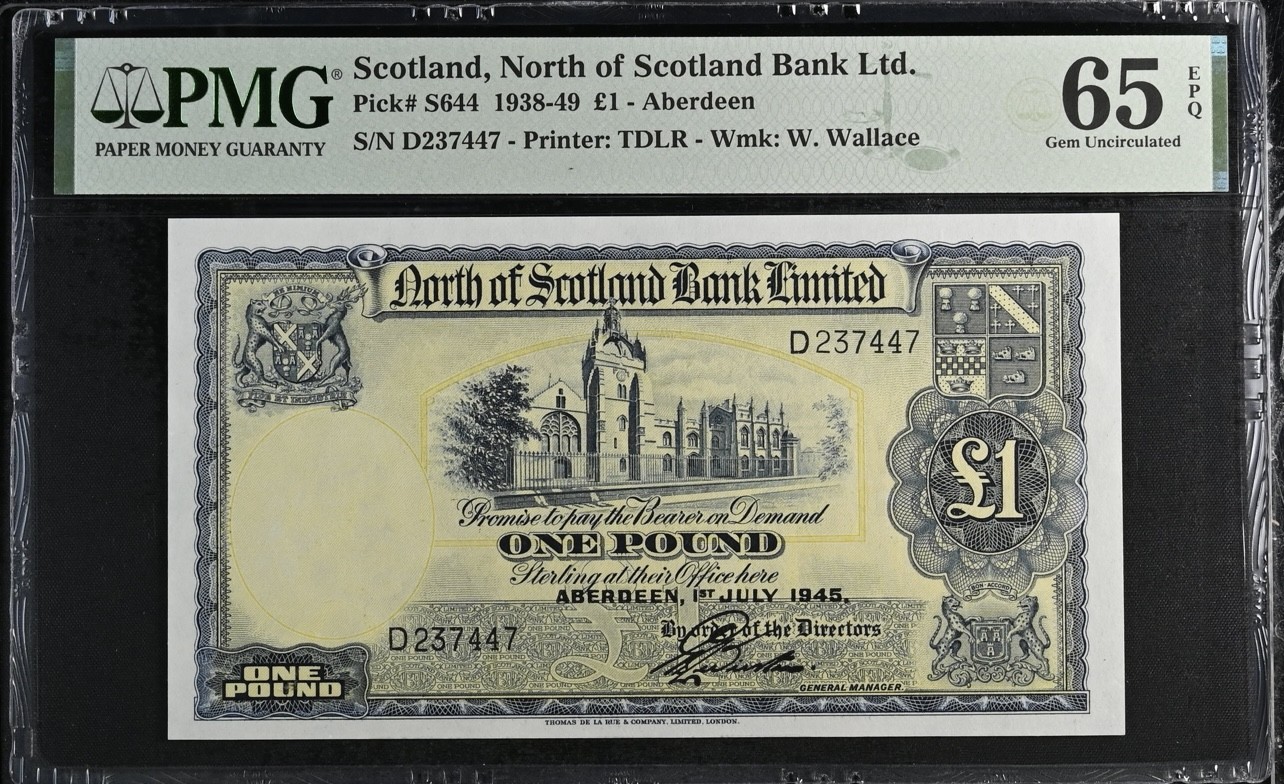 PMG®
PAPER MONEY GUARANTY
Scotland, North of Scotland Bank Ltd.
Pick# S644 1938-49 £1 - Aberdeen
S/N D237447 - Printer: TDLR - Wmk: W. Wallace
65
EPQ
Gem Uncirculated
North of Scotland Bank Limited
D237447
£1
Promise to pay the Bearer on Demand
ONE POUND
Sterling at their Office here
ABERDEEN, 1ST JULY 1945.
BON·ACCORD
By order of the Directors
D237447
GENERAL MANAGER.
ONE
POUND
THOMAS DE LA RUE & COMPANY, LIMITED, LONDON.